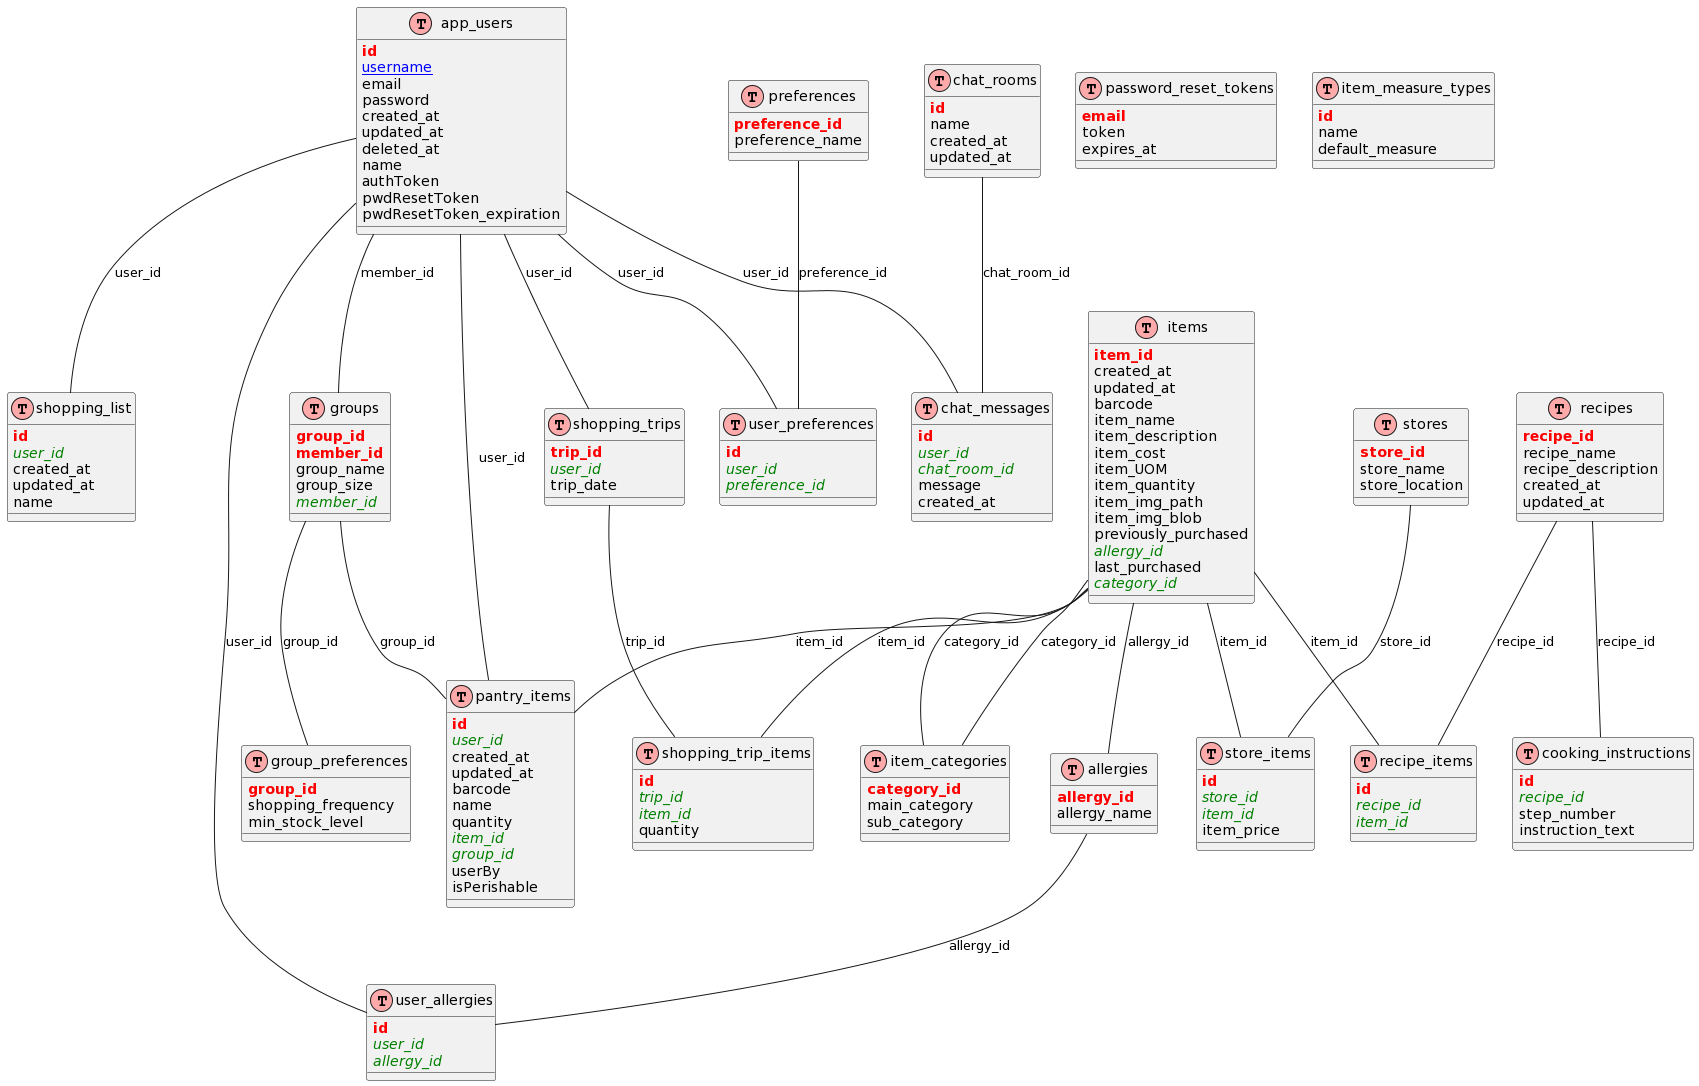 T app_users
id
username
email
password
created_at
updated_at
deleted_at
name
authToken
pwdResetToken
pwdResetToken_expiration
T preferences
preference_id
preference_name
T chat_rooms
id
name
created_at
updated_at
T password_reset_tokens
email
token
expires_at
T item_measure_types
id
name
default_measure
user_id
member_id
user_id
user_id
user_id
preference_id
chat_room_id
T items
item_id
created_at
updated_at
barcode
item_name
item_description
item_cost
item_UOM
item_quantity
item_img_path
item_img_blob
previously_purchased
allergy_id
last_purchased
category_id
T shopping_list
id
user_id
created_at
updated_at
name
T groups
group_id
member_id
group_name
group_size
member_id
user_id
T shopping_trips
trip_id
user_id
trip_date
T user_preferences
id
user_id
preference_id
T chat_messages
id
user_id
chat_room_id
message
created_at
T stores
store_id
store_name
store_location
T recipes
recipe_id
recipe_name
recipe_description
created_at
updated_at
user_id
group_id
group_id
trip_id
item_id
item_id
category_id
category_id
allergy_id
item_id
item_id
store_id
recipe_id
recipe_id
T group_preferences
group_id
shopping_frequency
min_stock_level
T pantry_items
id
user_id
created_at
updated_at
barcode
name
quantity
item_id
group_id
userBy
isPerishable
T shopping_trip_items
id
trip_id
item_id
quantity
T item_categories
category_id
main_category
sub_category
T allergies
allergy_id
allergy_name
T store_items
id
store_id
item_id
item_price
T recipe_items
id
recipe_id
item_id
T cooking_instructions
id
recipe_id
step_number
instruction_text
allergy_id
T user_allergies
id
user_id
allergy_id